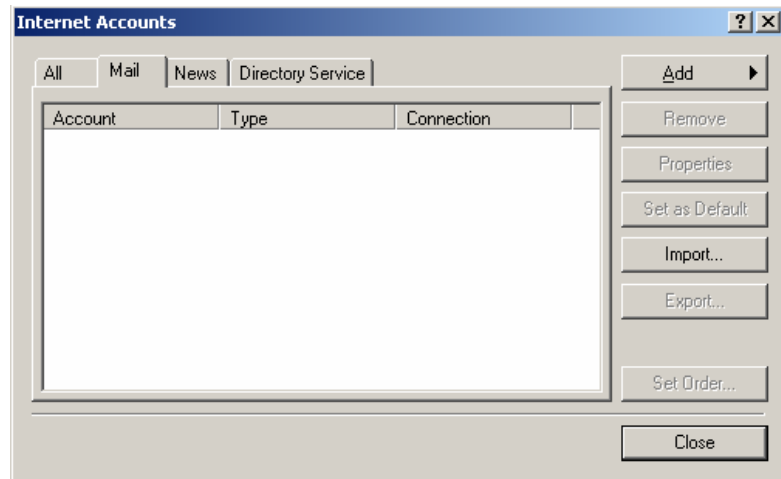 Internet Accounts
All Mail News Directory Service
Account Type Connection
Add
Remove
Properties
Set as Default
Import...
Export...
Set Order...
Close